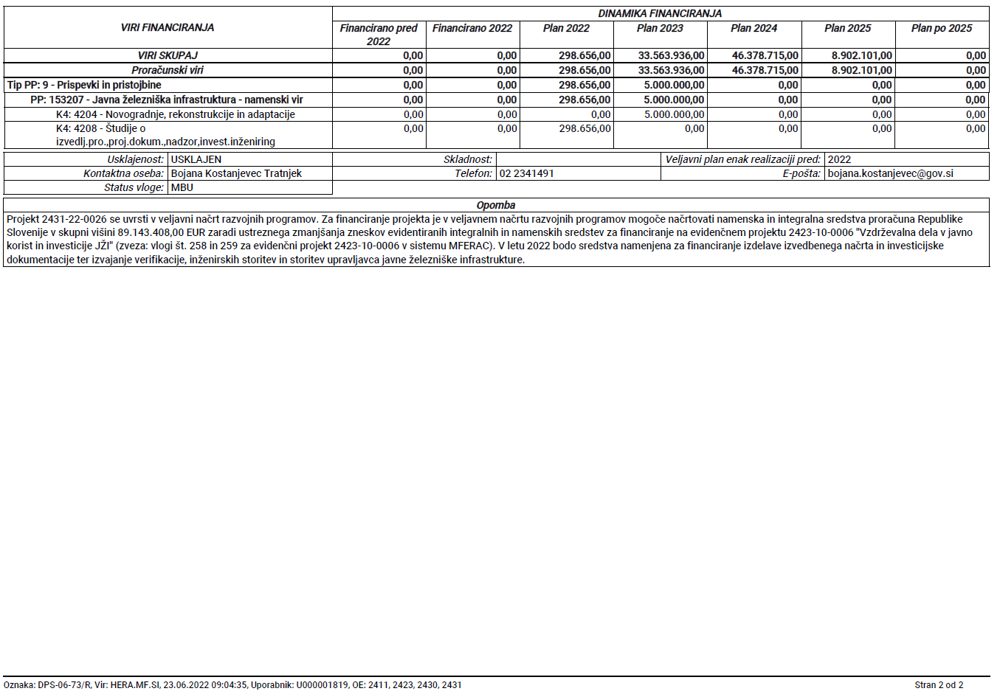 VIRI FINANCIRANJA
DINAMIKA FINANCIRANJA
Financirano pred 2022 Financirano 2022 Plan 2022 Plan 2023 Plan 2024 Plan 2025 Plan po 2025
VIRI SKUPAJ 0,00 0,00 298.656,00 33.563.936,00 46.378.715,00 8.902.101,00 0,00
Proračunski viri 0,00 0,00 298.656,00 33.563.936,00 46.378.715,00 8.902.101,00 0,00
Tip PP: 9 - Prispevki in pristojbine 0,00 0,00 298.656,00 5.000.000,00 0,00 0,00 0,00
PP: 153207 - Javna železniška infrastruktura - namenski vir 0,00 0,00 298.656,00 5.000.000,00 0,00 0,00 0,00
K4: 4204 - Novogradnje, rekonstrukcije in adaptacije 0,00 0,00 0,00 5.000.000,00 0,00 0,00 0,00
K4: 4208 - Študije o 0,00 0,00 298.656,00 0,00 0,00 0,00 0,00
izvedlj.pro.,proj.dokum.,nadzor,invest.inženiring
Usklajenost: USKLAJEN Skladnost: Veljavni plan enak realizaciji pred: 2022
Kontaktna oseba: Bojana Kostanjevec Tratnjek Telefon: 02 2341491 E-pošta: bojana.kostanjevec@gov.si
Status vloge: MBU
Opomba
Projekt 2431-22-0026 se uvrsti v veljavni načrt razvojnih programov. Za financiranje projekta je v veljavnem načrtu razvojnih programov mogoče načrtovati namenska in integralna sredstva proračuna Republike
Slovenije v skupni višini 89.143.408,00 EUR zaradi ustreznega zmanjšanja zneskov evidentiranih integralnih in namenskih sredstev za financiranje na evidenčnem projektu 2423-10-0006 "Vzdrževalna dela v javno
korist in investicije JŽI" (zveza: vlogi št. 258 in 259 za evidenčni projekt 2423-10-0006 v sistemu MFERAC). V letu 2022 bodo sredstva namenjena za financiranje izdelave izvedbenega načrta in investicijske
dokumentacije ter izvajanje verifikacije, inženirskih storitev in storitev upravljavca javne železniške infrastrukture.
Oznaka: DPS-06-73/R, Vir: HERA.MF.SI, 23.06.2022 09:04:35, Uporabnik: U000001819, OE: 2411, 2423, 2430, 2431 Stran 2 od 2